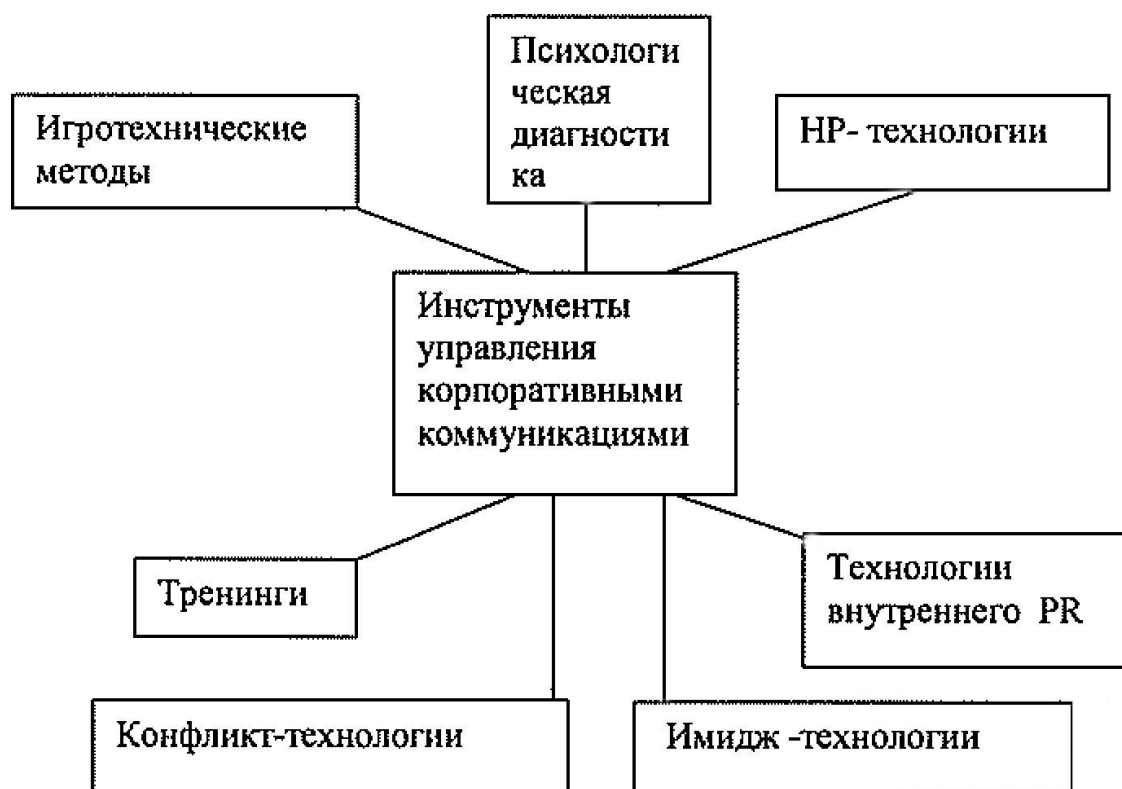 Психологи
ческая
диагности
ка
Игротехнические
методы
НР- технологии
Инструменты
управления
корпоративными
коммуникациями
Тренинги
Технологии
внутреннего PR
Конфликт-технологии
Имидж -технологии